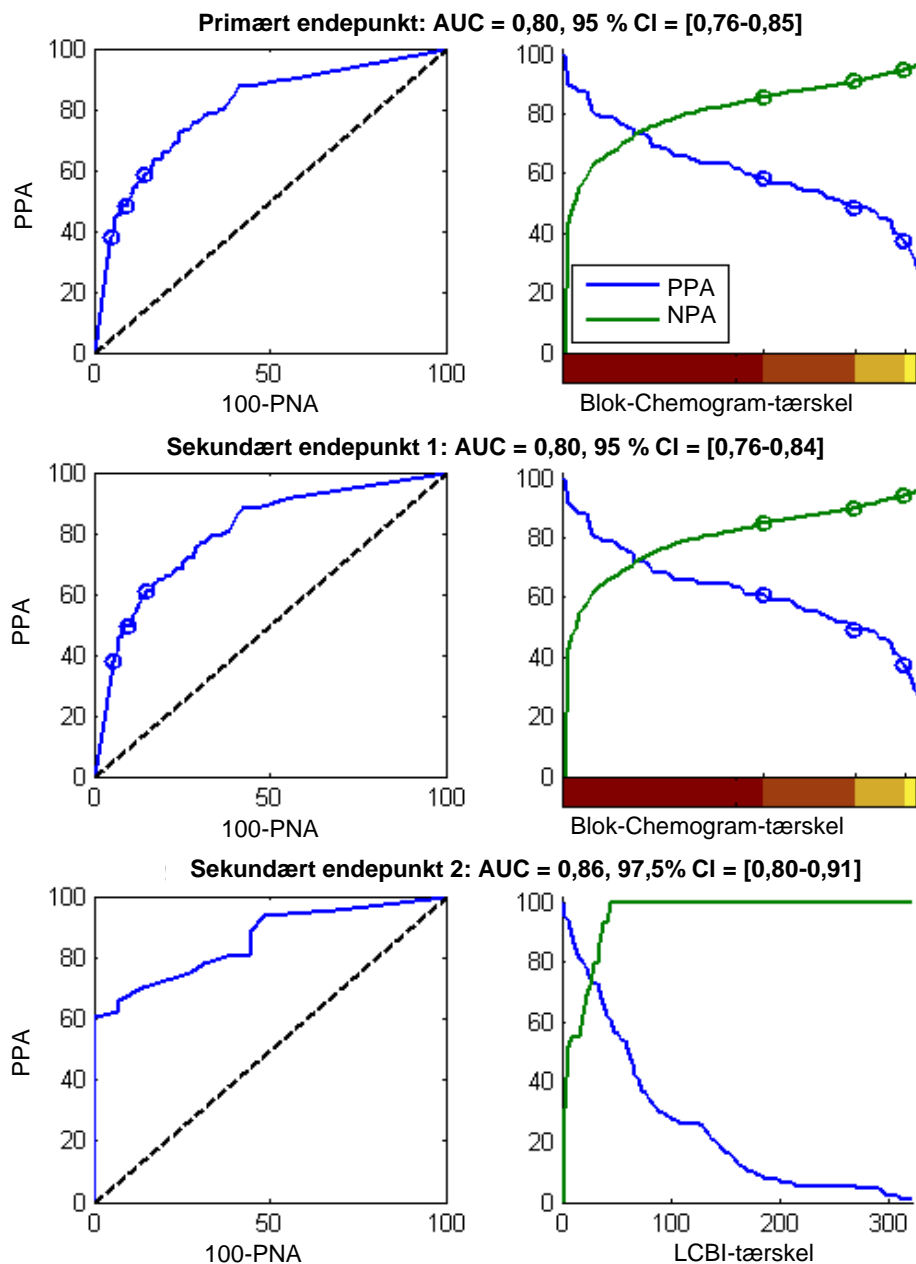 Primært endepunkt: AUC = 0,80, 95 % CI = [0,76-0,85]
100
80
60
40
20
0
PPA
0 50 100
100-PNA
100
80
60
40
20
0
PPA
NPA
Blok-Chemogram-tærskel
Sekundært endepunkt 1: AUC = 0,80, 95 % CI = [0,76-0,84]
100
80
60
40
20
0
PPA
0 50 100
100-PNA
100
80
60
40
20
0
Blok-Chemogram-tærskel
Sekundært endepunkt 2: AUC = 0,86, 97,5% CI = [0,80-0,91]
100
80
60
40
20
0
PPA
0 50 100
100-PNA
100
80
60
40
20
0
0 100 200 300
LCBI-tærskel